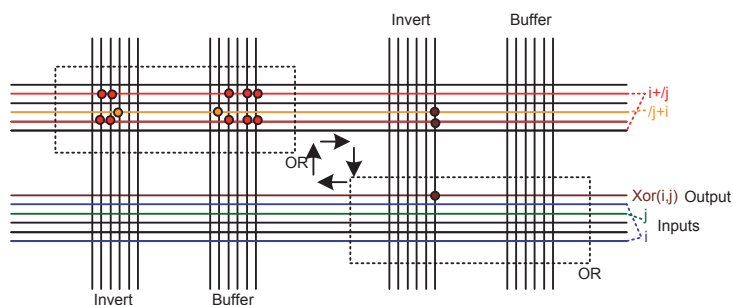 Invert
Buffer
i+/j
/j+i
OR
Xor(i,j) Output
j
Inputs
i
OR
Invert
Buffer